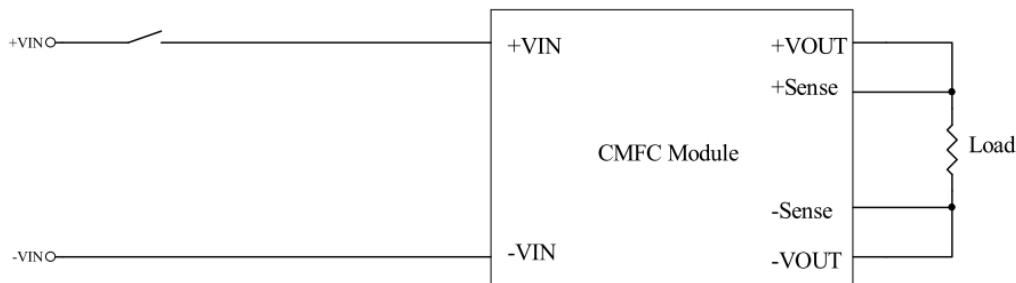 +VIN
+VIN
+VOUT
+Sense
CMFC Module
Load
-Sense
-VIN
-VIN
-VOUT